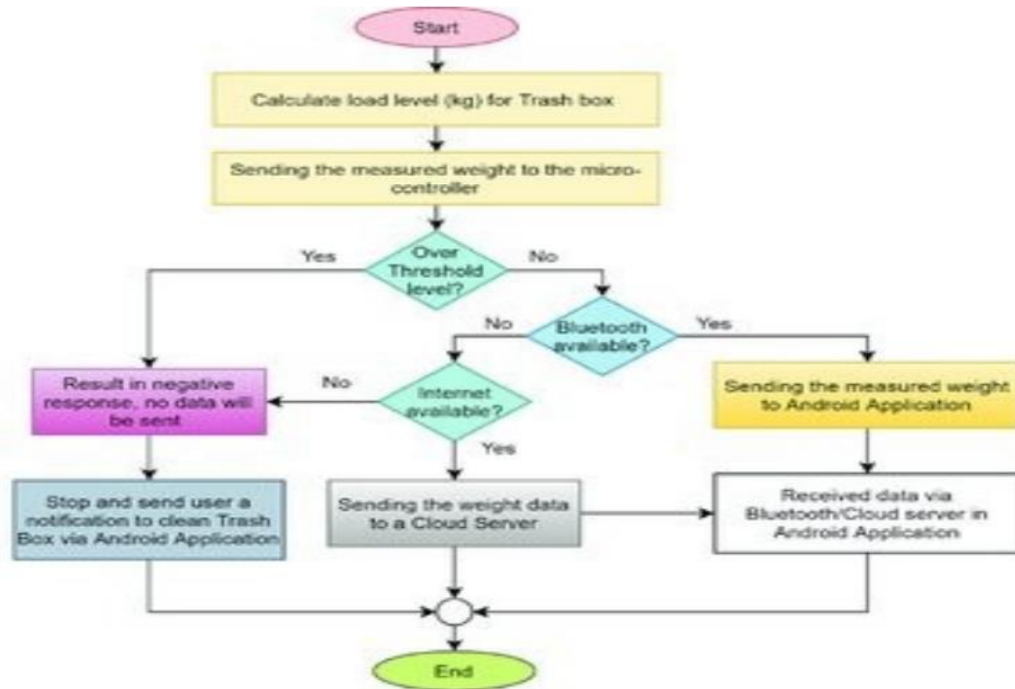 Start
Calculate load level (kg) for Trash box
Sending the measured weight to the micro-
controller
Over
Threshold
level?
Yes
No
Bluetooth
available?
No
Yes
Internet
available?
No
Yes
Result in negative
response, no data will
be sent
Sending the measured weight
to Android Application
Stop and send user a
notification to clean Trash
Box via Android Application
Sending the weight data
to a Cloud Server
Received data via
Bluetooth/Cloud server in
Android Application
End